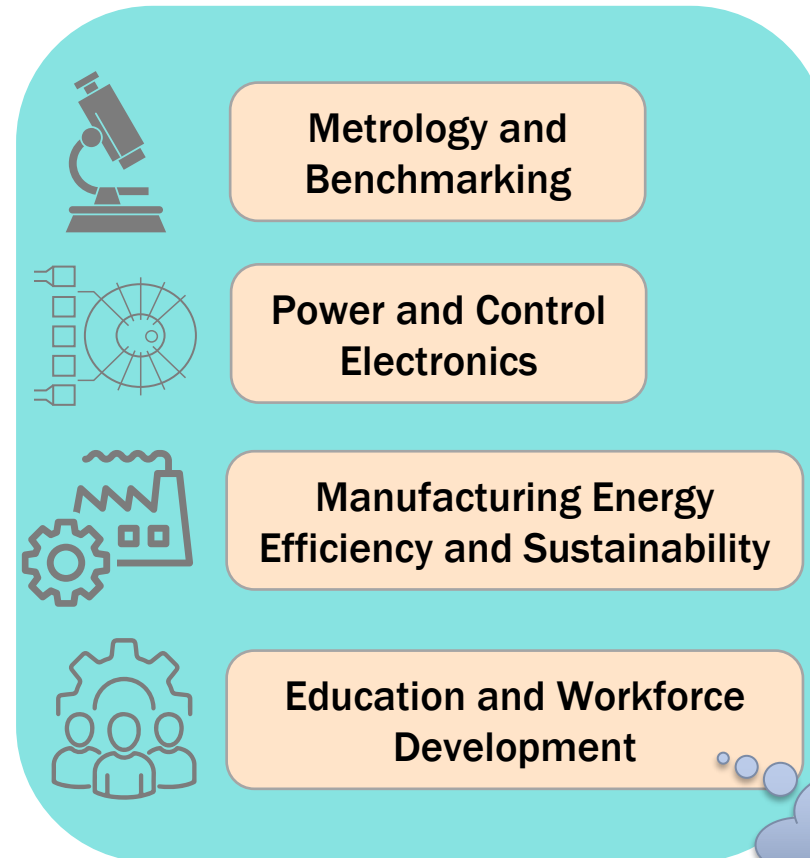 Metrology and
Benchmarking
Power and Control
Electronics
Manufacturing Energy
Efficiency and Sustainability
Education and Workforce
Development